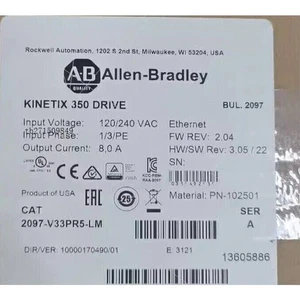 Rockwell Automation, 1202 S 2nd St, Milwaukee, WI 53204, USA
AB Allen-Bradley
KINETIX 350 DRIVE BUL. 2097
Input Voltage: 120/240 VAC Ethernet
Input Phase: 1/3/PE FW REV: 2.04
Output Current: 8,0 A HW/SW Rev: 3.05 / 22
SN:
Product of USA Material: PN-102501
25
CAT SER
2097-V33PR5-LM A
DIR/VER: 10000170490/01 E: 3121
13605886